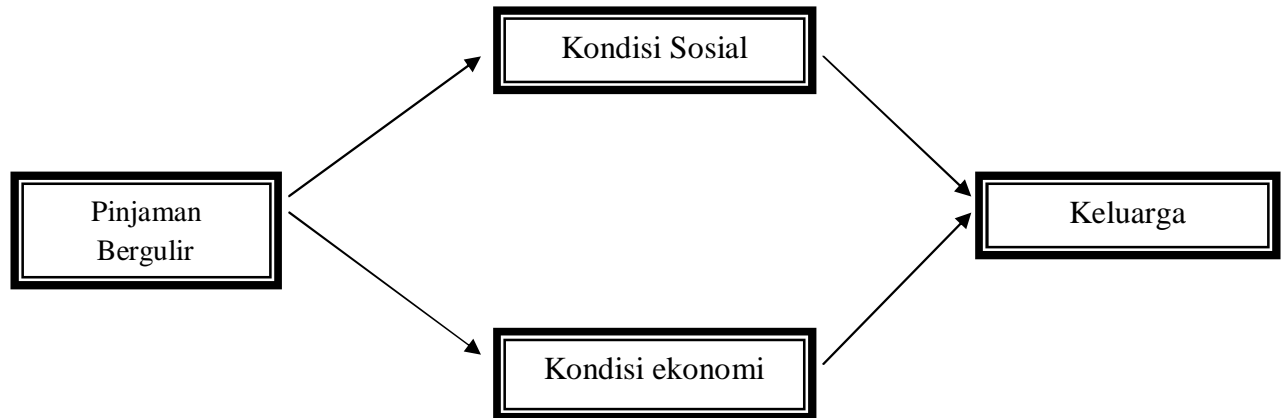 Kondisi Sosial
Pinjaman
Bergulir
Keluarga
Kondisi ekonomi